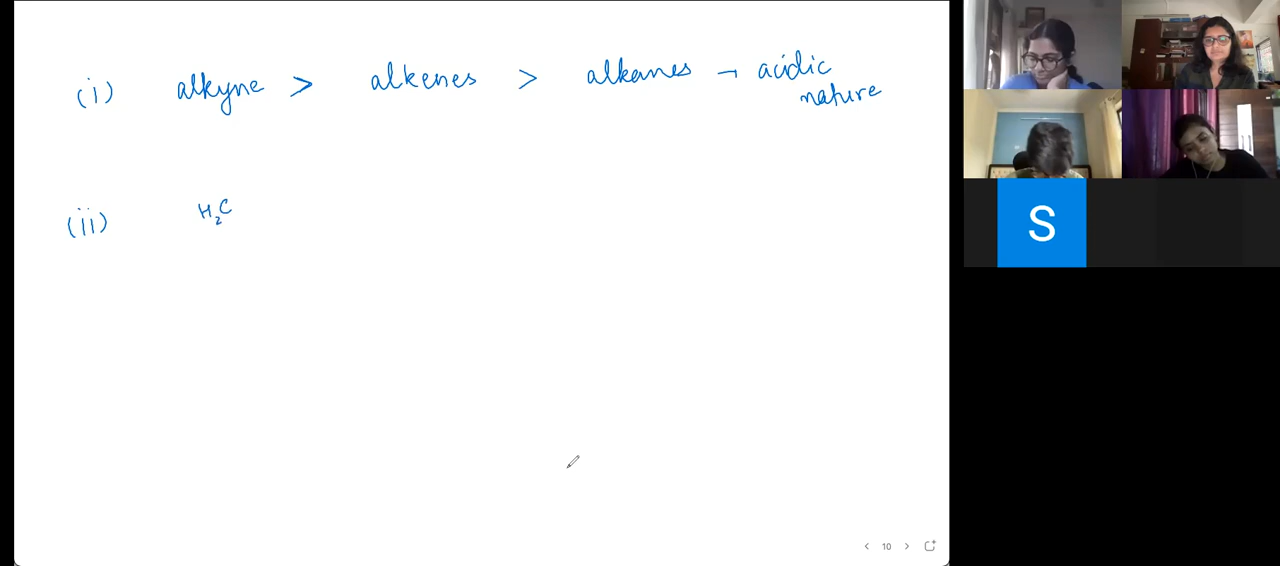 (i) alkyne > alkenes > alkanes → acidic
nature
(ii) H₂C
S
< 10 >